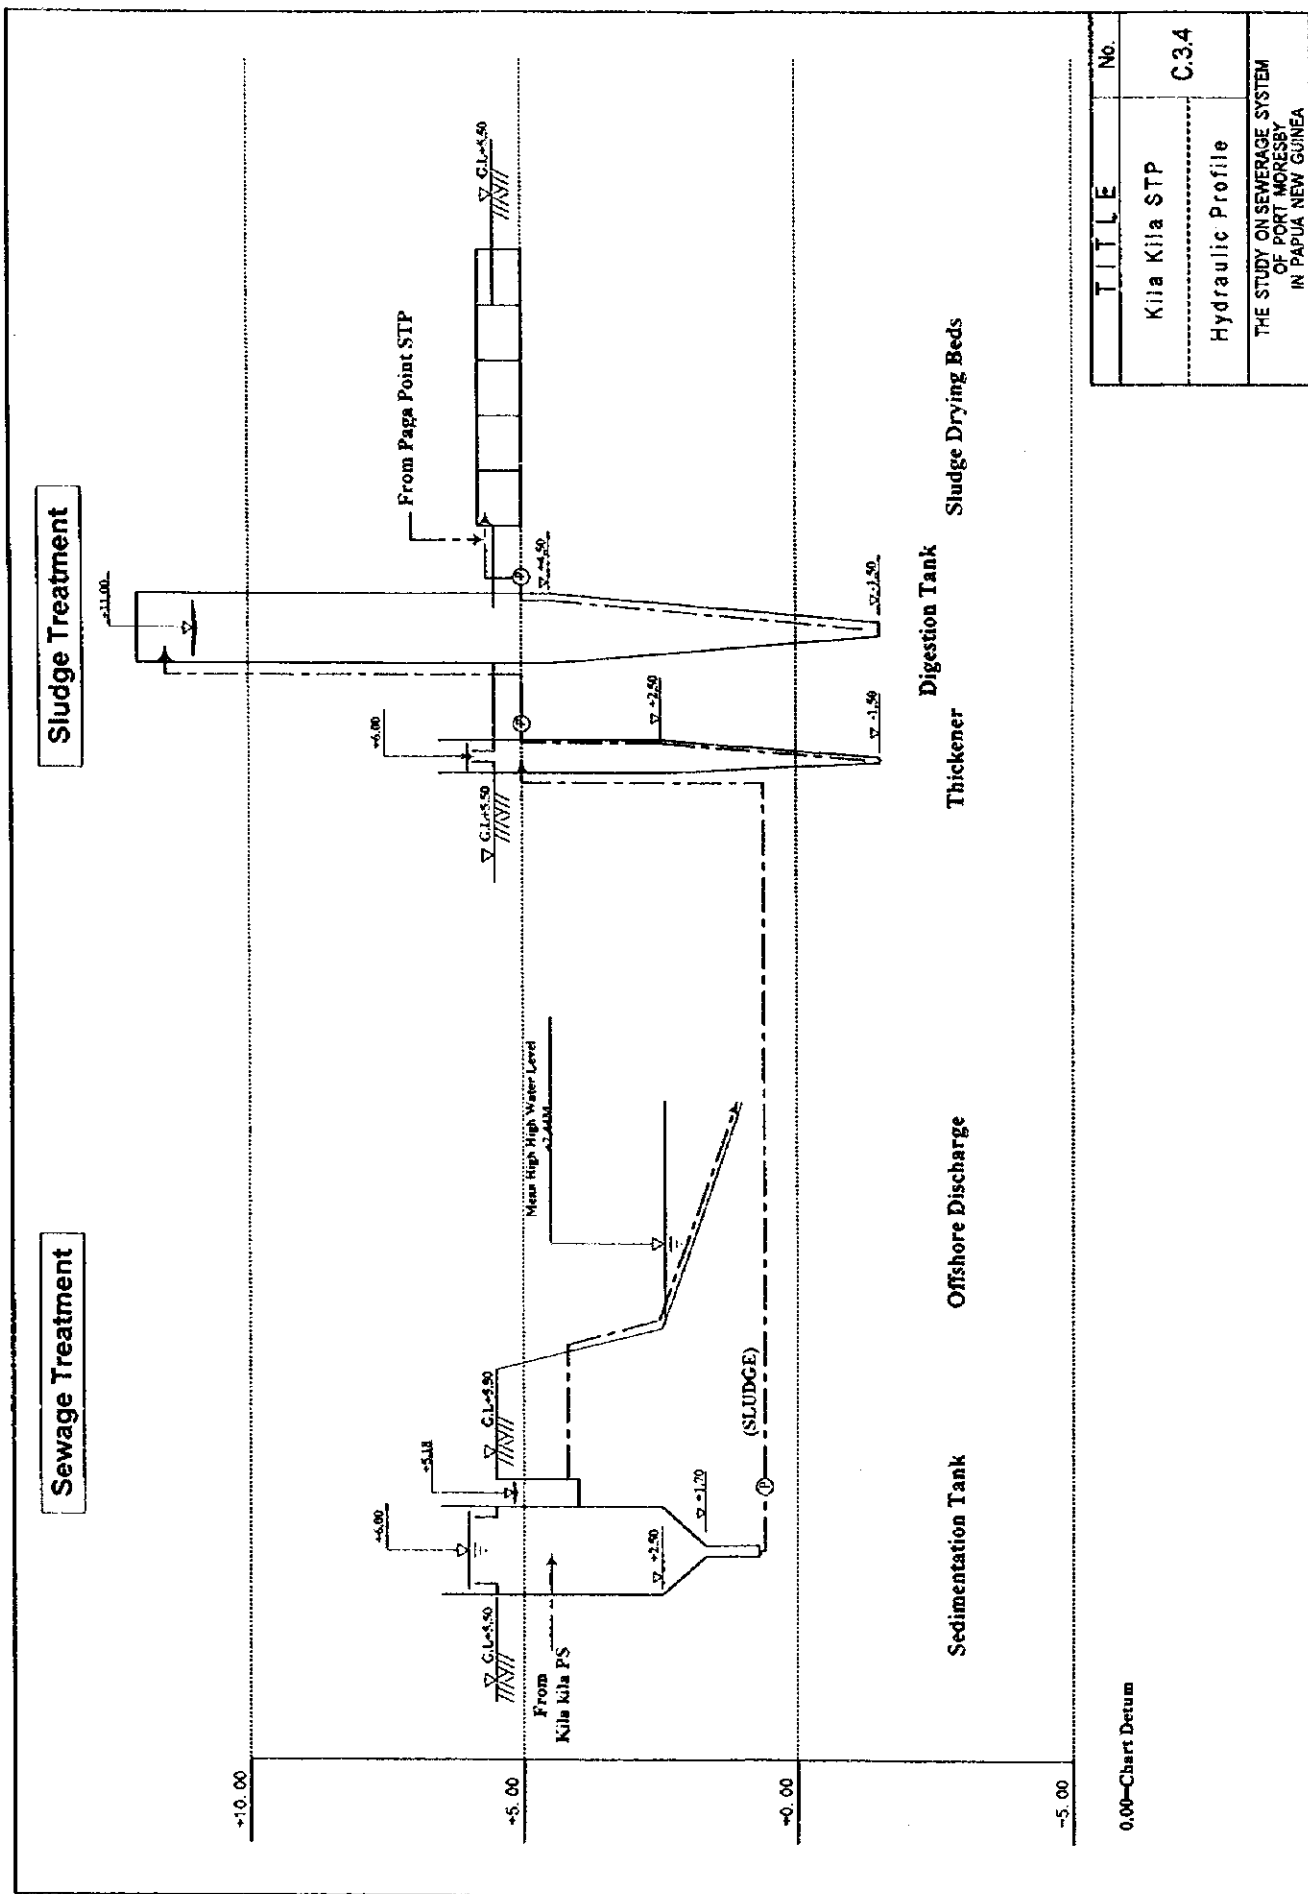 Sewage Treatment
Sludge Treatment
+10.00
+5.00
+0.00
-5.00
0.00=Chart Detum
G.L+5.50
From
Kila kila PS
+6.00
+5.18
G.L+5.50
+2.50
+1.70
(SLUDGE)
Mean High High Water Level
+2.44M
G.L+5.50
+6.00
+2.50
-1.50
P
P
P
+11.00
+4.50
-1.50
From Paga Point STP
G.L+5.50
Sedimentation Tank
Offshore Discharge
Thickener
Digestion Tank
Sludge Drying Beds
TITLE
No.
Kila Kila STP
C.3.4
Hydraulic Profile
THE STUDY ON SEWERAGE SYSTEM
OF PORT MORESBY
IN PAPUA NEW GUINEA